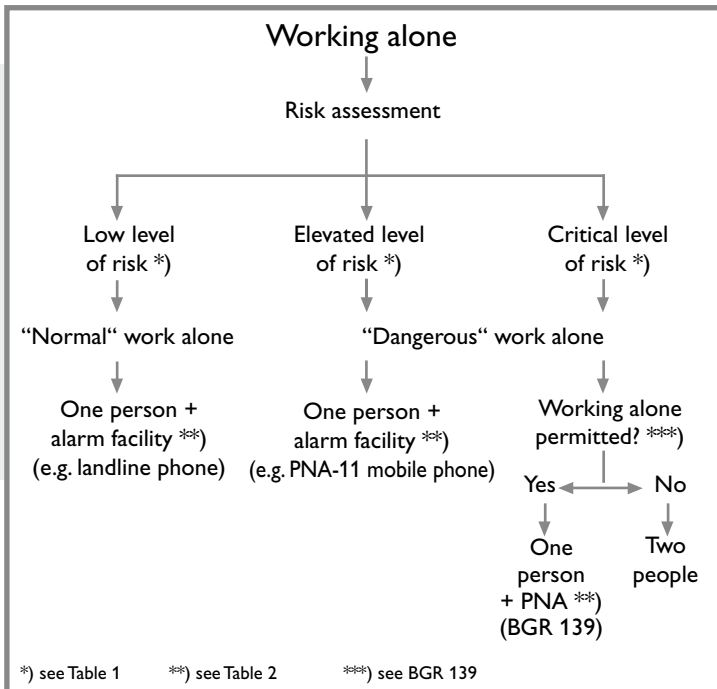 Working alone
Risk assessment
Low level
of risk *)
Elevated level
of risk *)
Critical level
of risk *)
“Normal“ work alone
“Dangerous“ work alone
One person +
alarm facility **)
(e.g. landline phone)
One person +
alarm facility **)
(e.g. PNA-11 mobile phone)
Working alone
permitted? ***)
Yes
No
One
person
+ PNA **)
(BGR 139)
Two
people
*) see Table 1 **) see Table 2 ***) see BGR 139